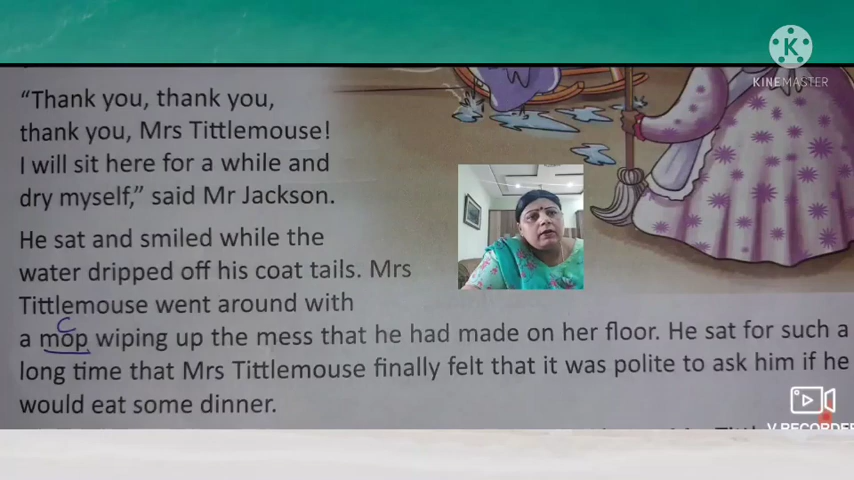 KINEMASTER
“Thank you, thank you,
thank you, Mrs Tittlemouse!
I will sit here for a while and
dry myself,” said Mr Jackson.
He sat and smiled while the
water dripped off his coat tails. Mrs
Tittlemouse went around with
a mop wiping up the mess that he had made on her floor. He sat for such a
long time that Mrs Tittlemouse finally felt that it was polite to ask him if he
would eat some dinner.
V RECORDER